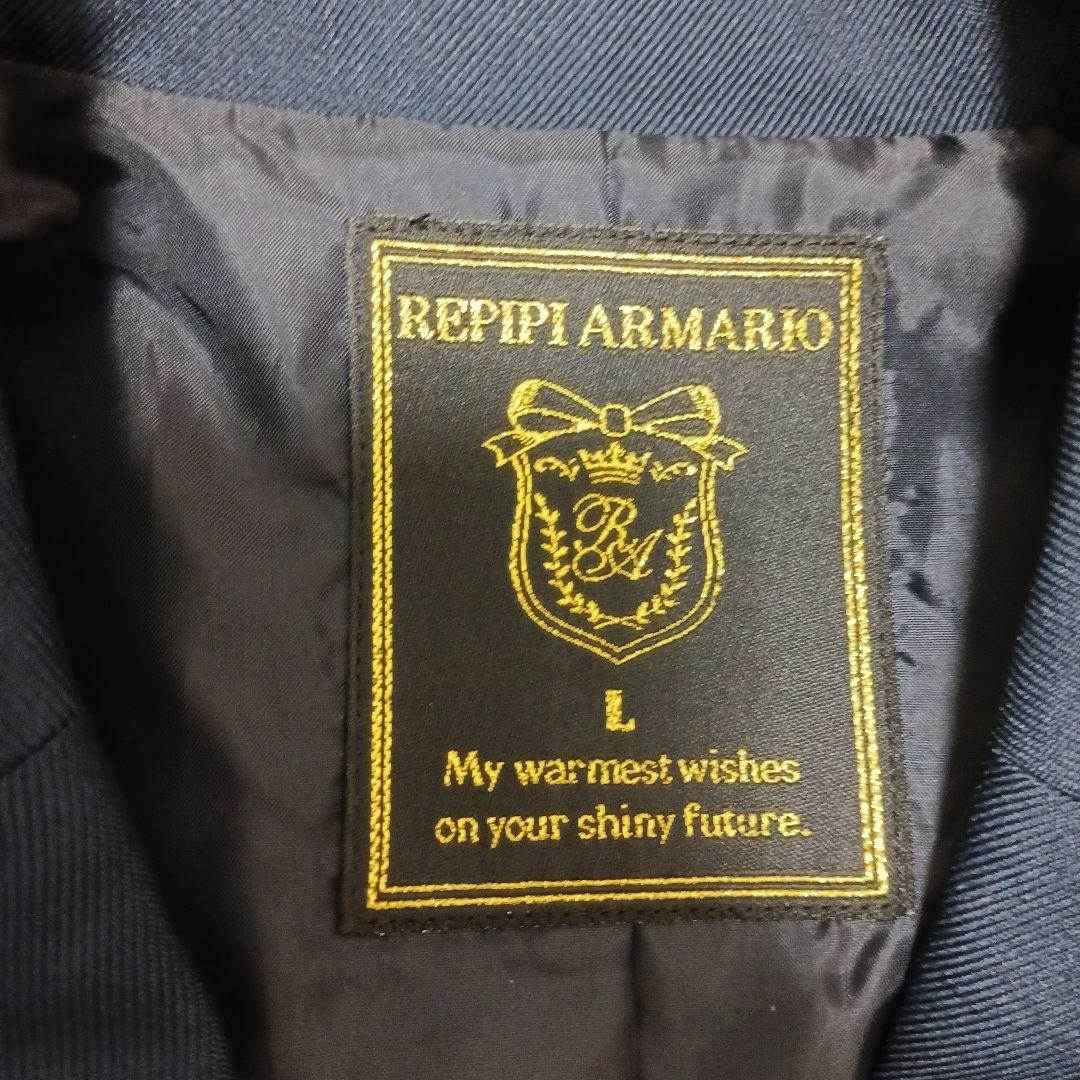 REPIPI ARMARIO
RA
L
My warmest wishes
on your shiny future.